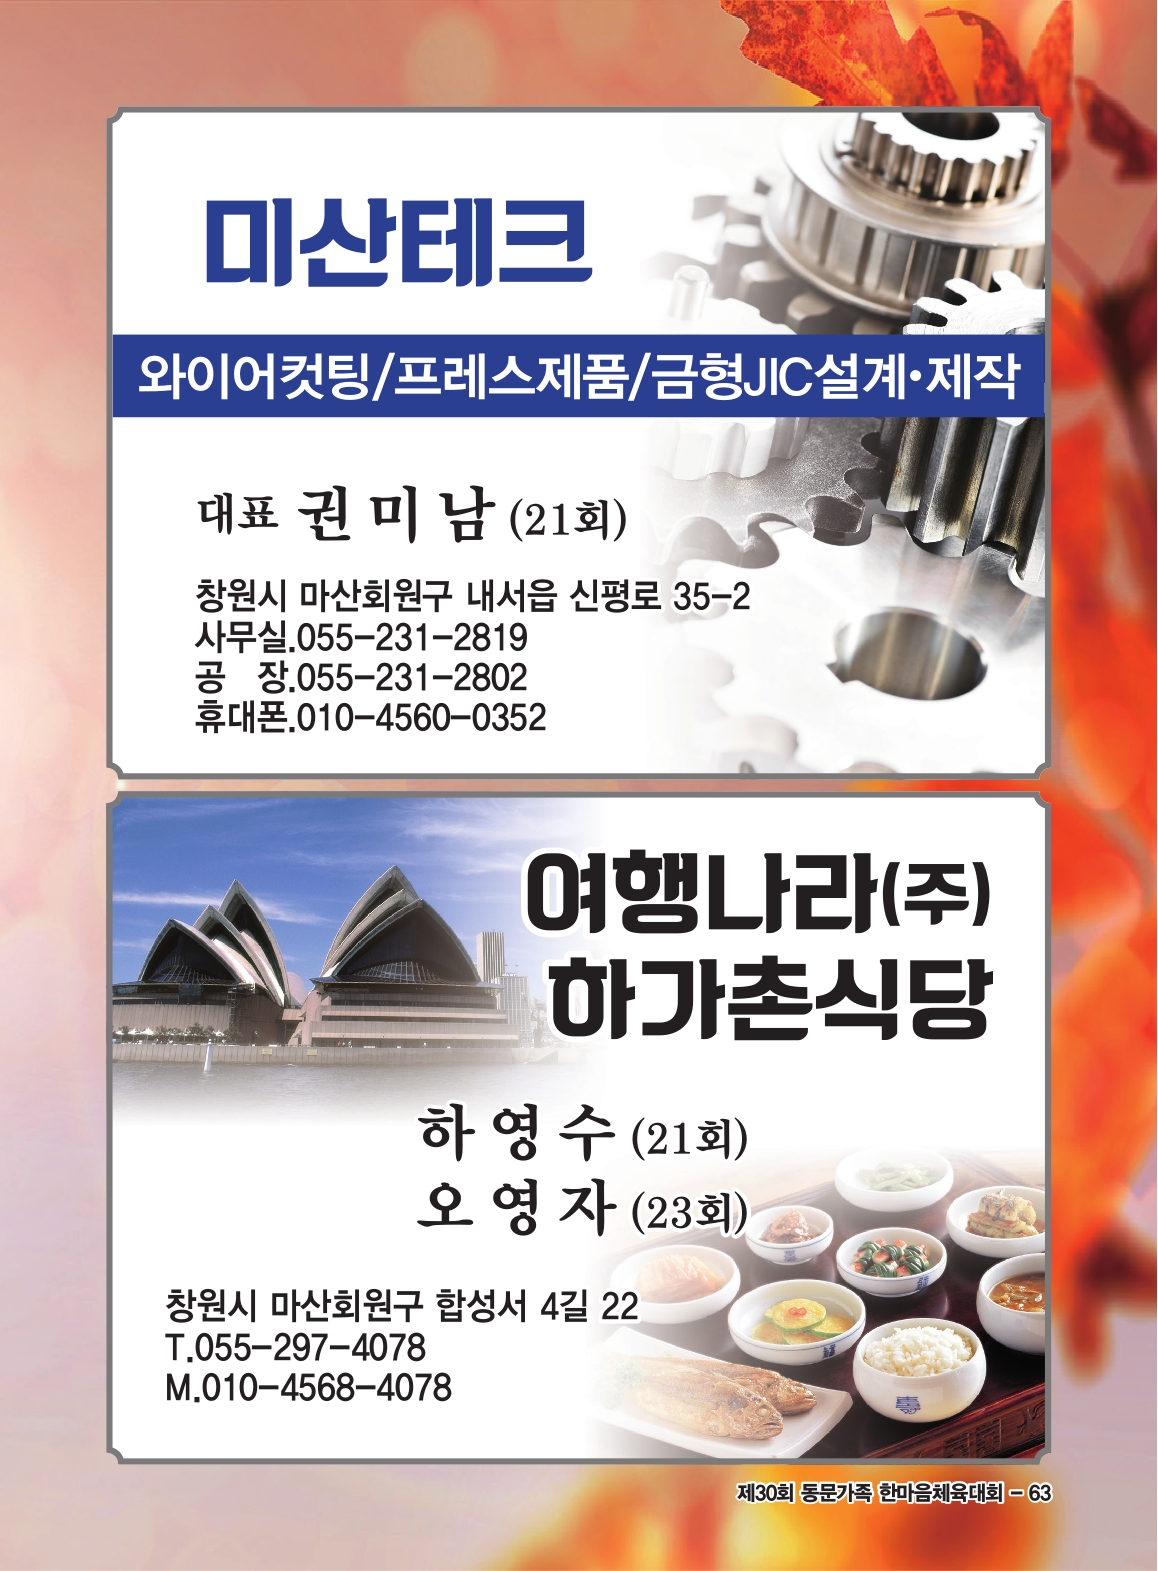 미산테크
와이어컷팅/프레스제품/금형JIC설계·제작
대표 권미남 (21회)
창원시 마산회원구 내서읍 신평로 35-2
사무실.055-231-2819
공 장.055-231-2802
휴대폰.010-4560-0352
여행나라(주)
하가촌식당
하영수 (21회)
오영자 (23회)
창원시 마산회원구 합성서 4길 22
T.055-297-4078
M.010-4568-4078
제30회 동문가족 한마음체육대회 - 63